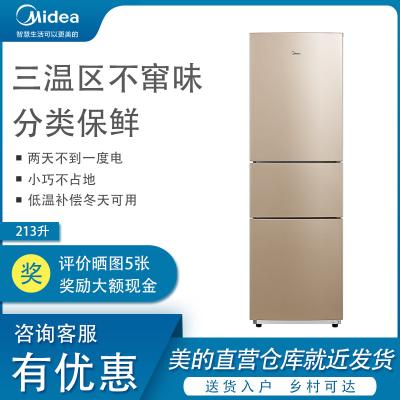 Midea
智慧生活可以更美的
三温区不窜味
分类保鲜
两天不到一度电
小巧不占地
低温补偿冬天可用
213升
奖
评价晒图5张
奖励大额现金
咨询客服
有优惠
美的直营仓库就近发货
送货入户 乡村可达